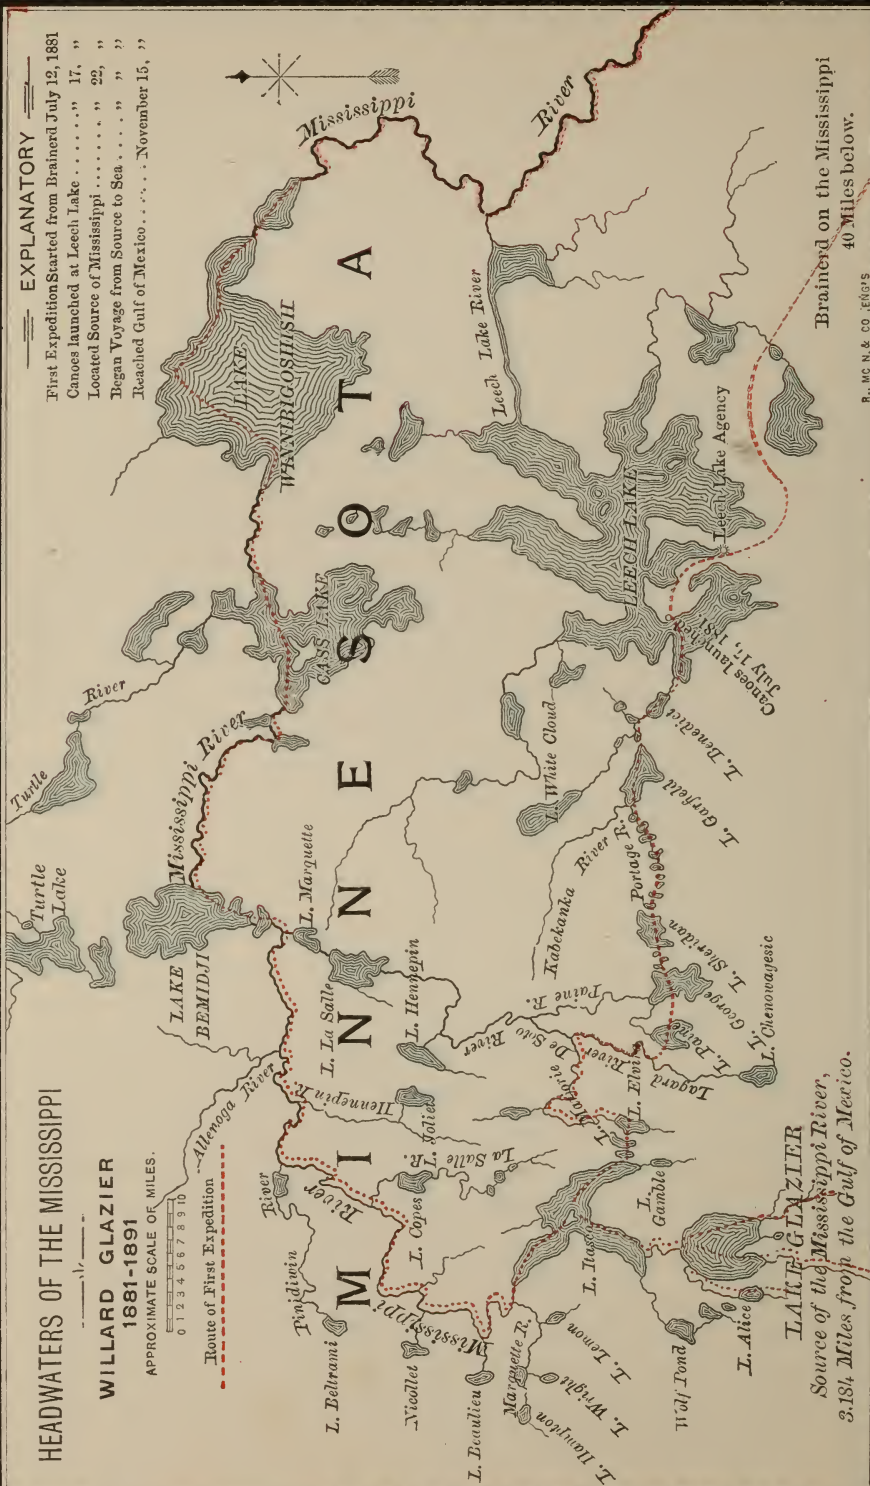 HEADWATERS OF THE MISSISSIPPI
WILLARD GLAZIER
1881-1891
APPROXIMATE SCALE OF MILES.
0 1 2 3 4 5 6 7 8 9 10
Route of First Expedition
EXPLANATORY
First Expedition Started from Brainerd July 12, 1881
Canoes launched at Leech Lake ....... " 17, "
Located Source of Mississippi ........ " 22, "
Began Voyage from Source to Sea ..... " " "
Reached Gulf of Mexico ........ November 15, "
MINNESOTA
Turtle
Lake
Turtle
River
LAKE
BEMIDJI
Mississippi River
CASS LAKE
LAKE
WINNIBIGOSHISH
Mississippi
River
Allenoga River
Pinidiwin
River
L. Beltrami
River
Hennepin R.
L. La Salle
L. Marquette
L. Hennepin
L. Joliet
La Salle
R.
L. Copes
Nicollet
Mississippi
L. Beaulieu
Marquette R.
L. Hampton
L. Wright
L. Lemon
L. Itasca
L.
Gamble
Wolf Pond
L. Alice
LAKE GLAZIER
Source of the Mississippi River,
3.184 Miles from the Gulf of Mexico.
De Soto
River
Paine R.
L. Marjorie
L. Elvira
Lagard
River
L. Chenowagesic
L. Paine
L. George
L. Sheridan
Portage R.
Kabekanka
River
L. Garfield
L. Benedict
L. White Cloud
Canoes launched
July 17, 1881
LEECH LAKE
Leech Lake Agency
Leech Lake River
Brainerd on the Mississippi
40 Miles below.
R., MC N. & CO., ENG'S